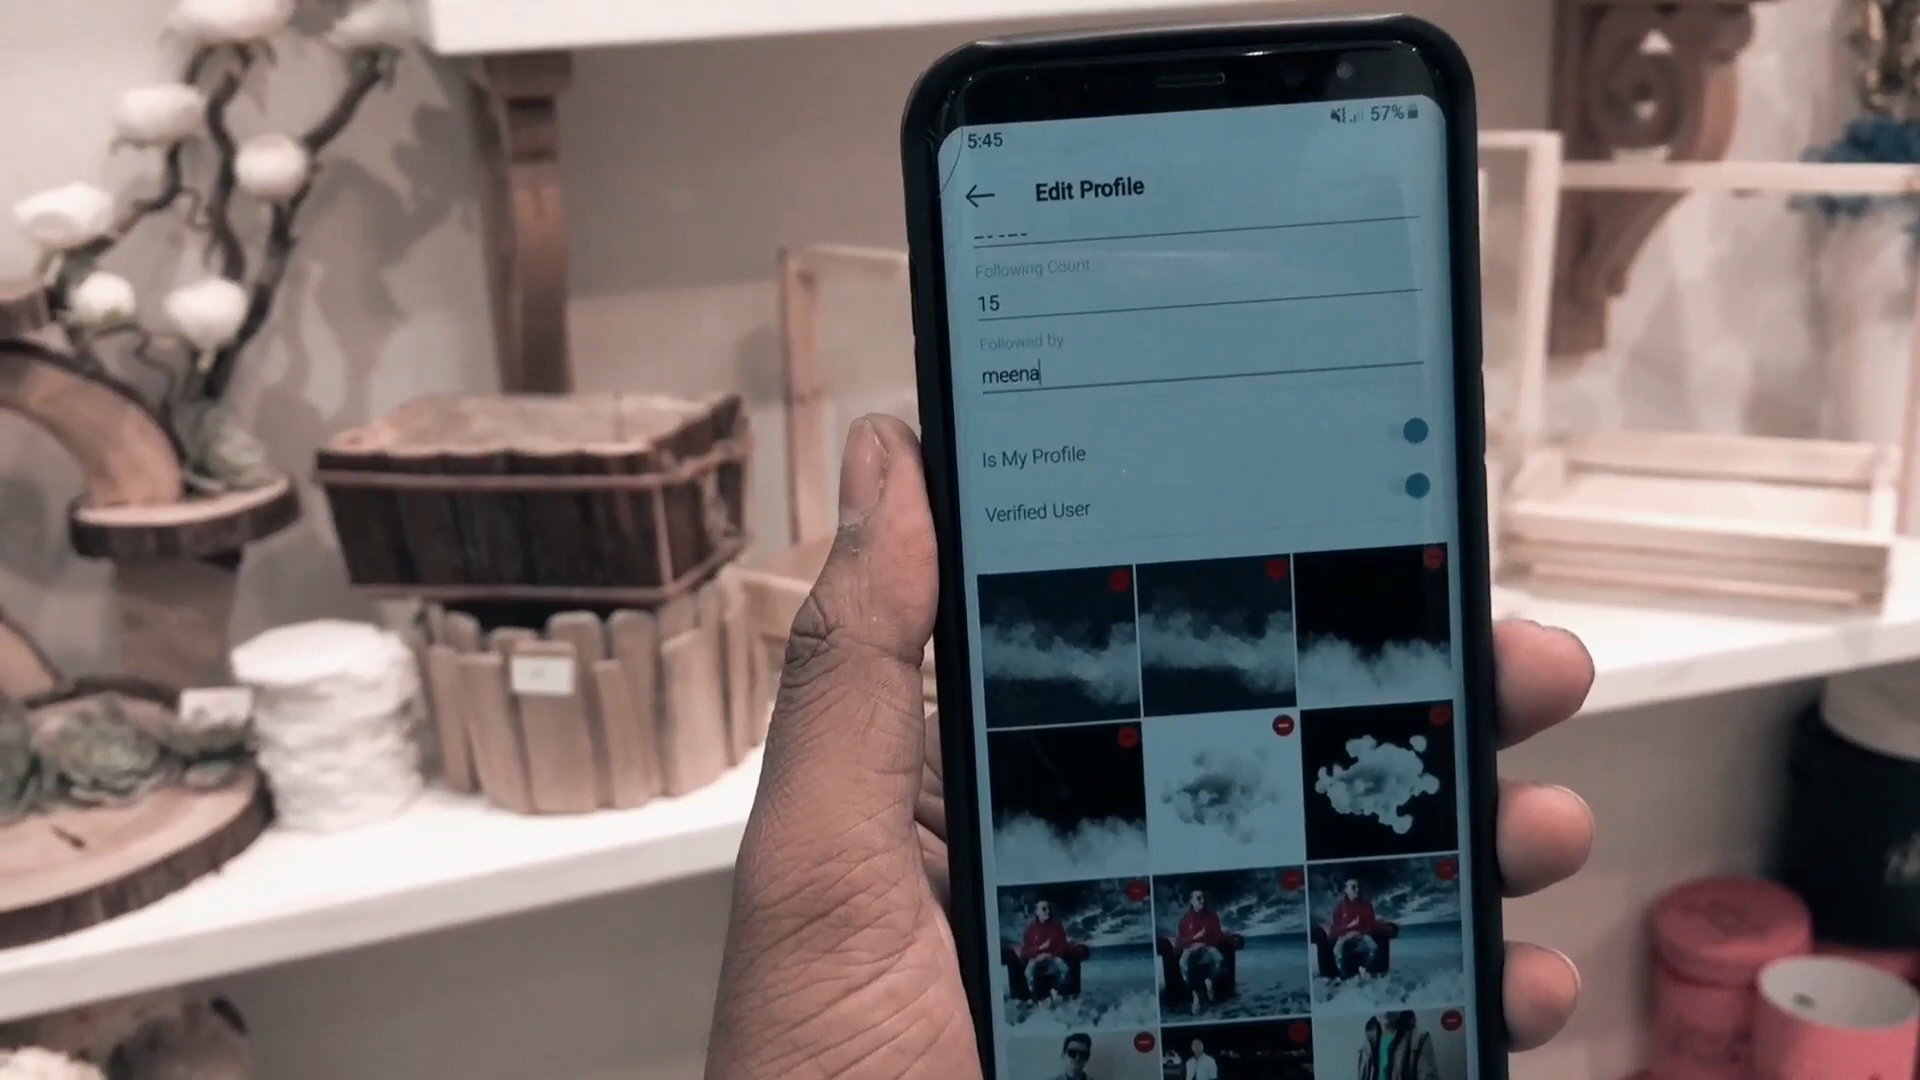 5:45
57%
Edit Profile
Following Count
15
Followed by
meena
Is My Profile
Verified User